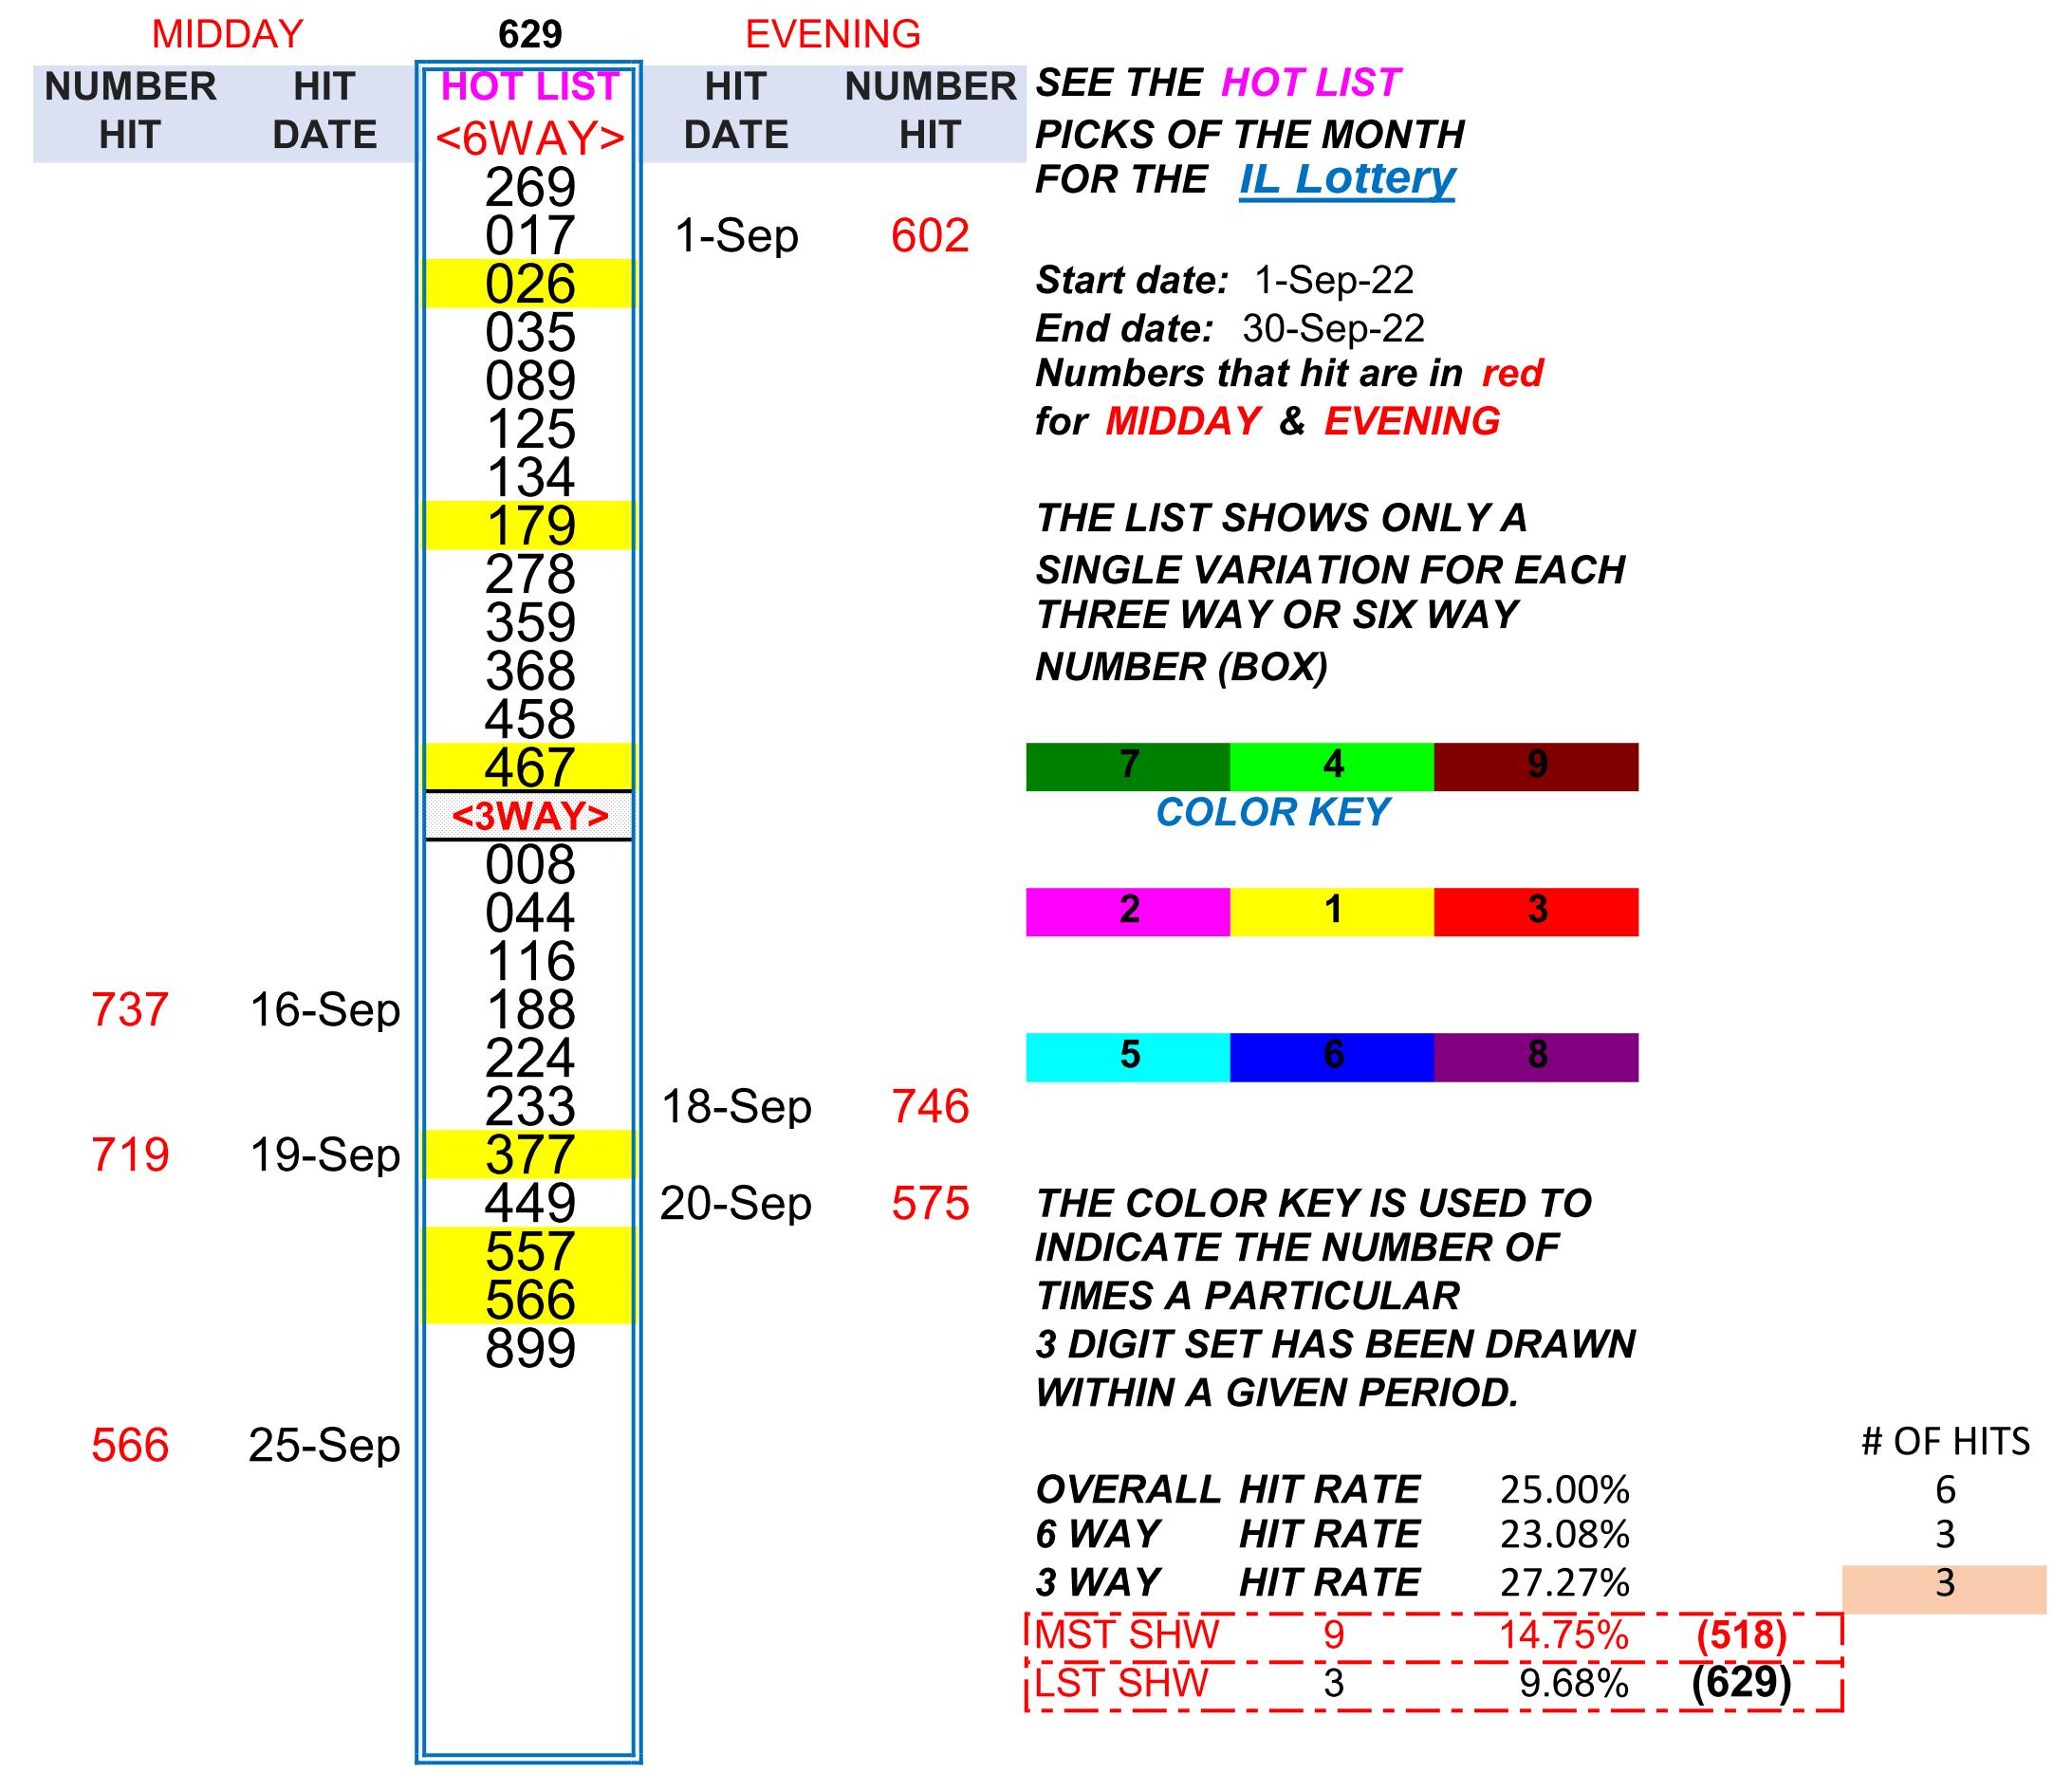 MIDDAY 629 EVENING
NUMBER HIT HOT LIST HIT NUMBER SEE THE HOT LIST
HIT DATE <6WAY> DATE HIT PICKS OF THE MONTH
269 FOR THE IL Lottery
017 1-Sep 602
026 Start date: 1-Sep-22
035 End date: 30-Sep-22
089 Numbers that hit are in red
125 for MIDDAY & EVENING
134
179 THE LIST SHOWS ONLY A
278 SINGLE VARIATION FOR EACH
359 THREE WAY OR SIX WAY
368 NUMBER (BOX)
458
467 7 4 9
<3WAY> COLOR KEY
008
044 2 1 3
116
737 16-Sep 188
224 5 6 8
233 18-Sep 746
719 19-Sep 377
449 20-Sep 575 THE COLOR KEY IS USED TO
557 INDICATE THE NUMBER OF
566 TIMES A PARTICULAR
899 3 DIGIT SET HAS BEEN DRAWN
WITHIN A GIVEN PERIOD.
566 25-Sep # OF HITS
OVERALL HIT RATE 25.00% 6
6 WAY HIT RATE 23.08% 3
3 WAY HIT RATE 27.27% 3
MST SHW 9 14.75% (518)
LST SHW 3 9.68% (629)